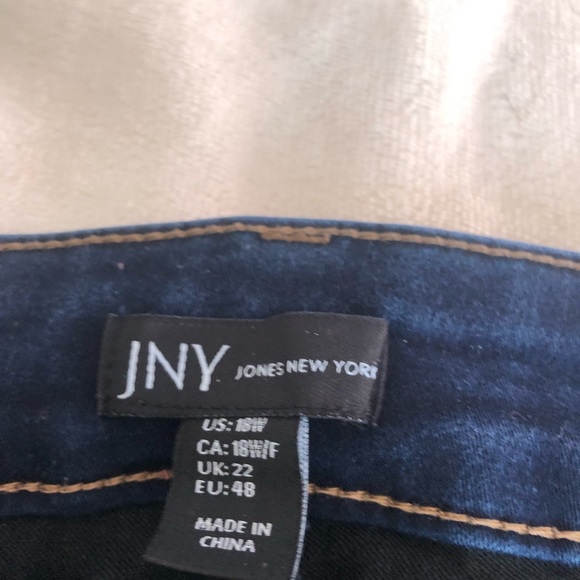 JNY JONES NEW YORK
US: 18W
CA: 18W/F
UK: 22
EU: 48
MADE IN
CHINA